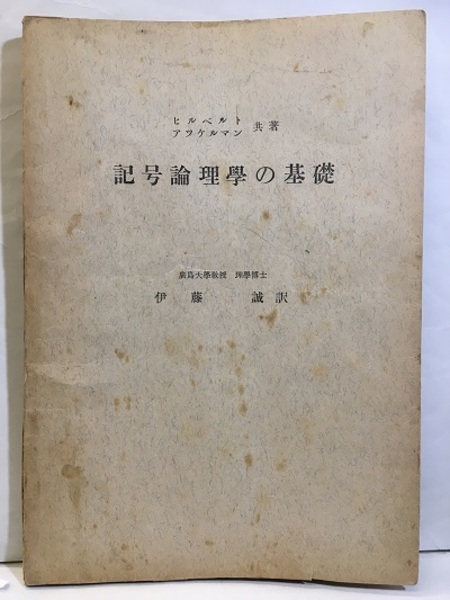 ヒルベルト
アツケルマン 共著
記号論理學の基礎
廣島大學敎授 理學博士
伊藤 誠訳